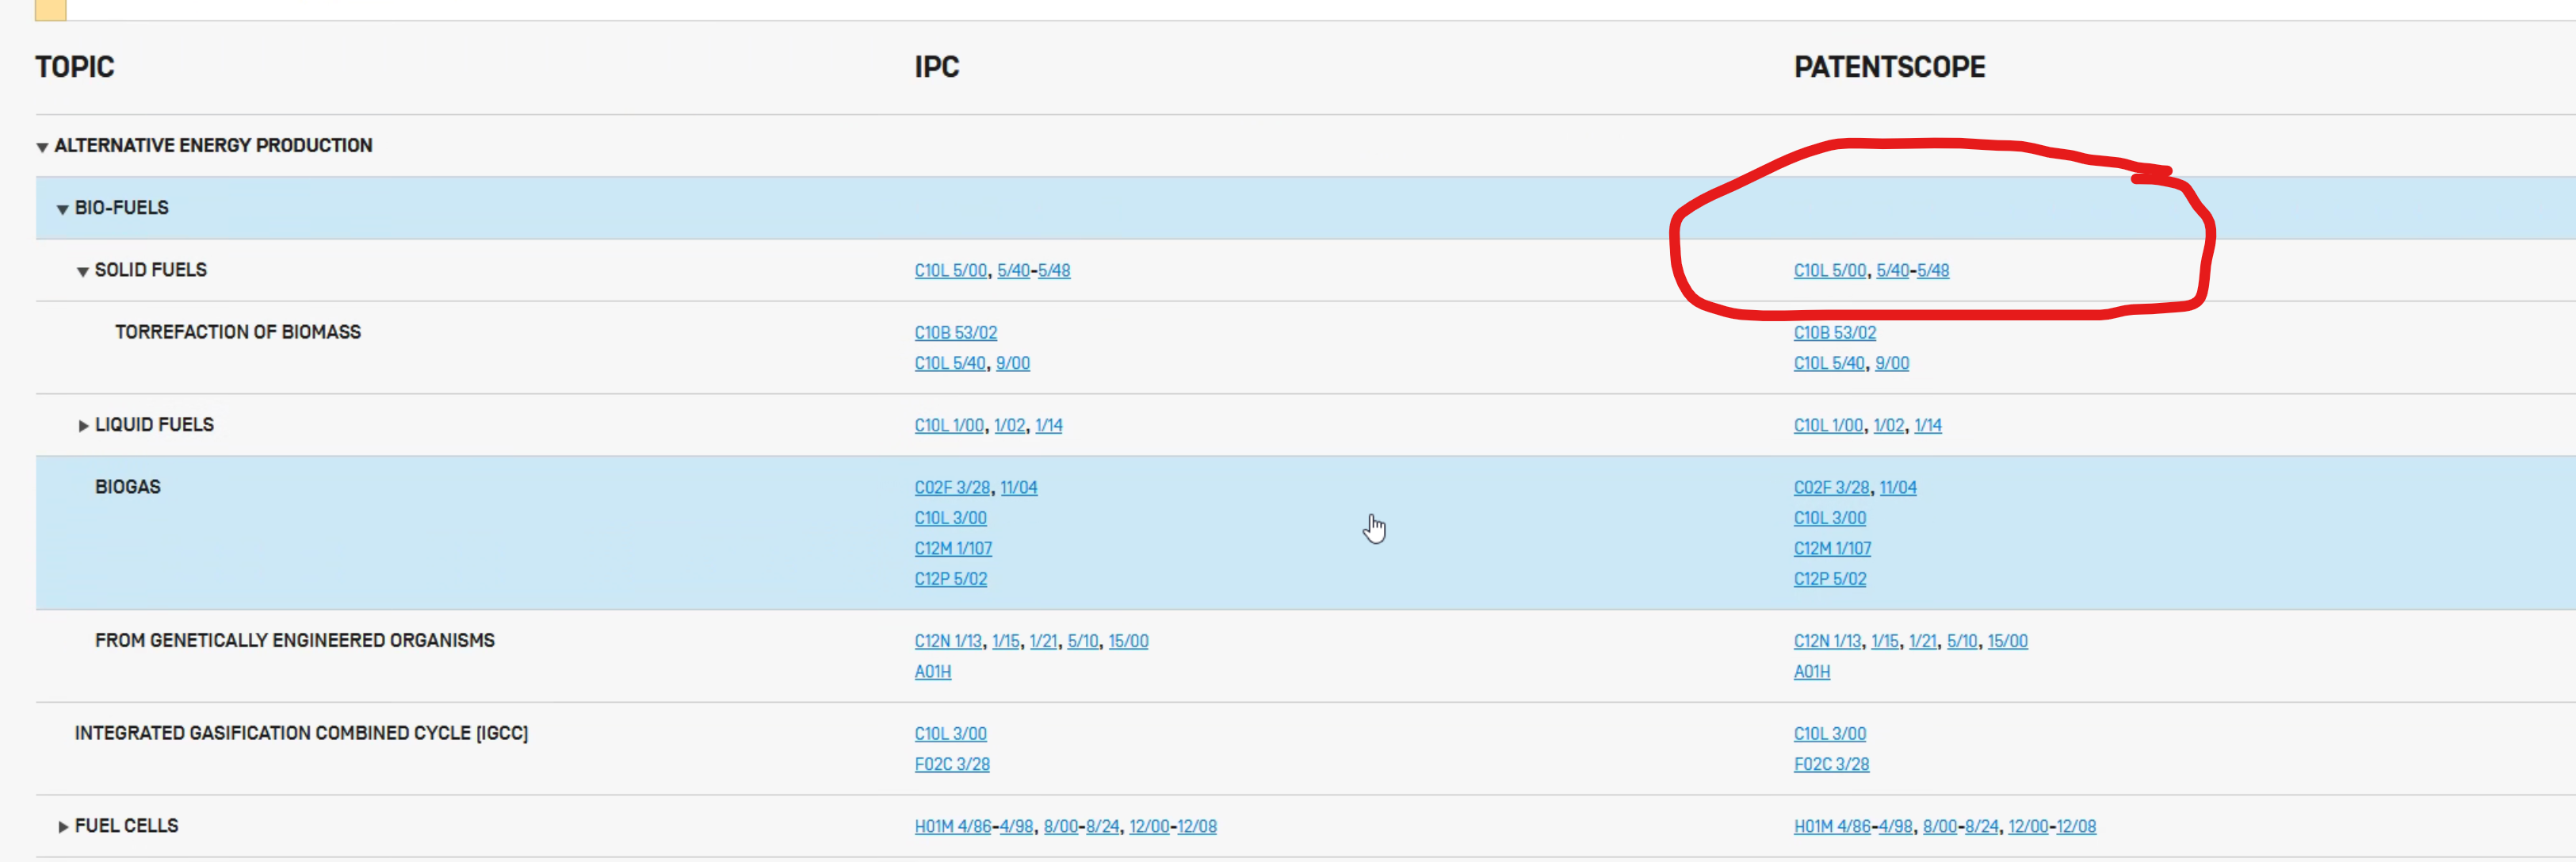 TOPIC IPC PATENTSCOPE
ALTERNATIVE ENERGY PRODUCTION
BIO-FUELS
SOLID FUELS C10L 5/00, 5/40-5/48 C10L 5/00, 5/40-5/48
TORREFACTION OF BIOMASS C10B 53/02 C10B 53/02
C10L 5/40, 9/00 C10L 5/40, 9/00
LIQUID FUELS C10L 1/00, 1/02, 1/14 C10L 1/00, 1/02, 1/14
BIOGAS C02F 3/28, 11/04 C02F 3/28, 11/04
C10L 3/00 C10L 3/00
C12M 1/107 C12M 1/107
C12P 5/02 C12P 5/02
FROM GENETICALLY ENGINEERED ORGANISMS C12N 1/13, 1/15, 1/21, 5/10, 15/00 C12N 1/13, 1/15, 1/21, 5/10, 15/00
A01H A01H
INTEGRATED GASIFICATION COMBINED CYCLE [IGCC] C10L 3/00 C10L 3/00
F02C 3/28 F02C 3/28
FUEL CELLS H01M 4/86-4/98, 8/00-8/24, 12/00-12/08 H01M 4/86-4/98, 8/00-8/24, 12/00-12/08